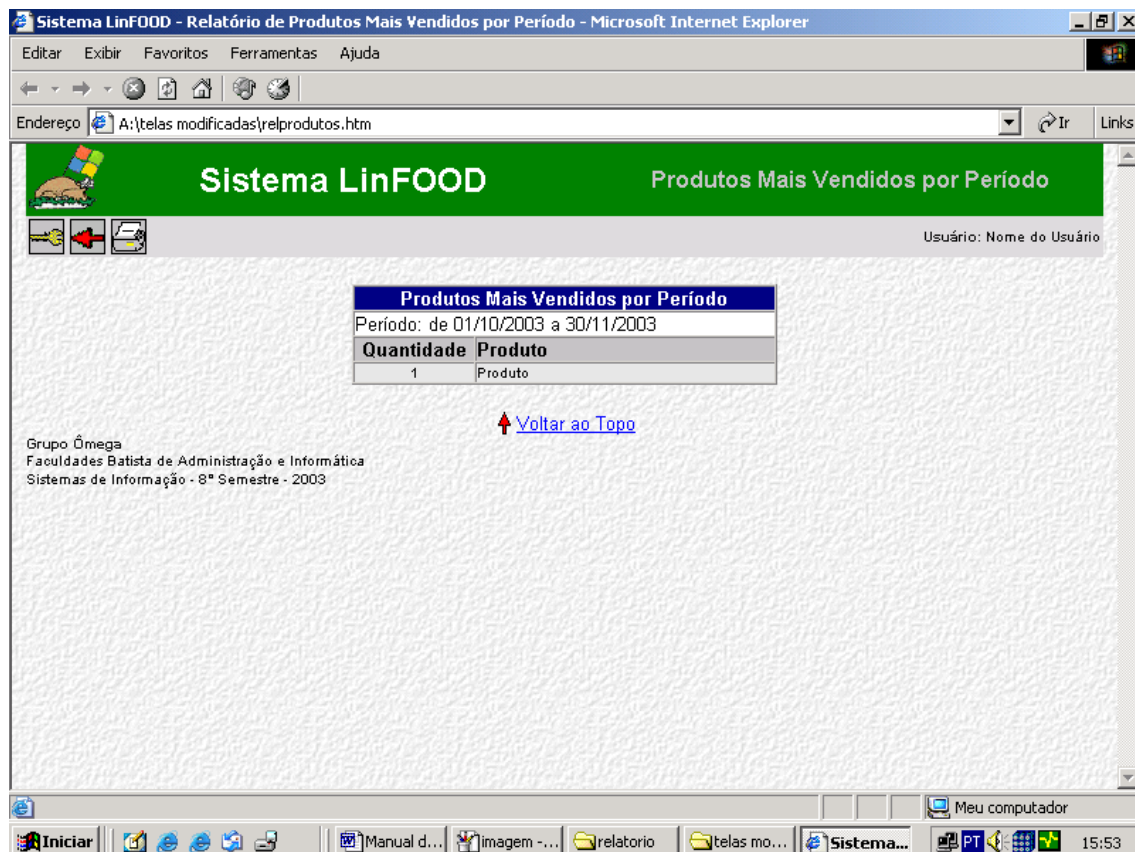 Sistema LinFOOD - Relatório de Produtos Mais Vendidos por Período - Microsoft Internet Explorer
Editar Exibir Favoritos Ferramentas Ajuda
Endereço A:\telas modificadas\relprodutos.htm Ir Links
Sistema LinFOOD Produtos Mais Vendidos por Período
Usuário: Nome do Usuário
Produtos Mais Vendidos por Período
Período: de 01/10/2003 a 30/11/2003
Quantidade Produto
1 Produto
Voltar ao Topo
Grupo Ômega
Faculdades Batista de Administração e Informática
Sistemas de Informação - 8º Semestre - 2003
Meu computador
Iniciar Manual d... imagem -... relatorio telas mo... Sistema... PT 15:53